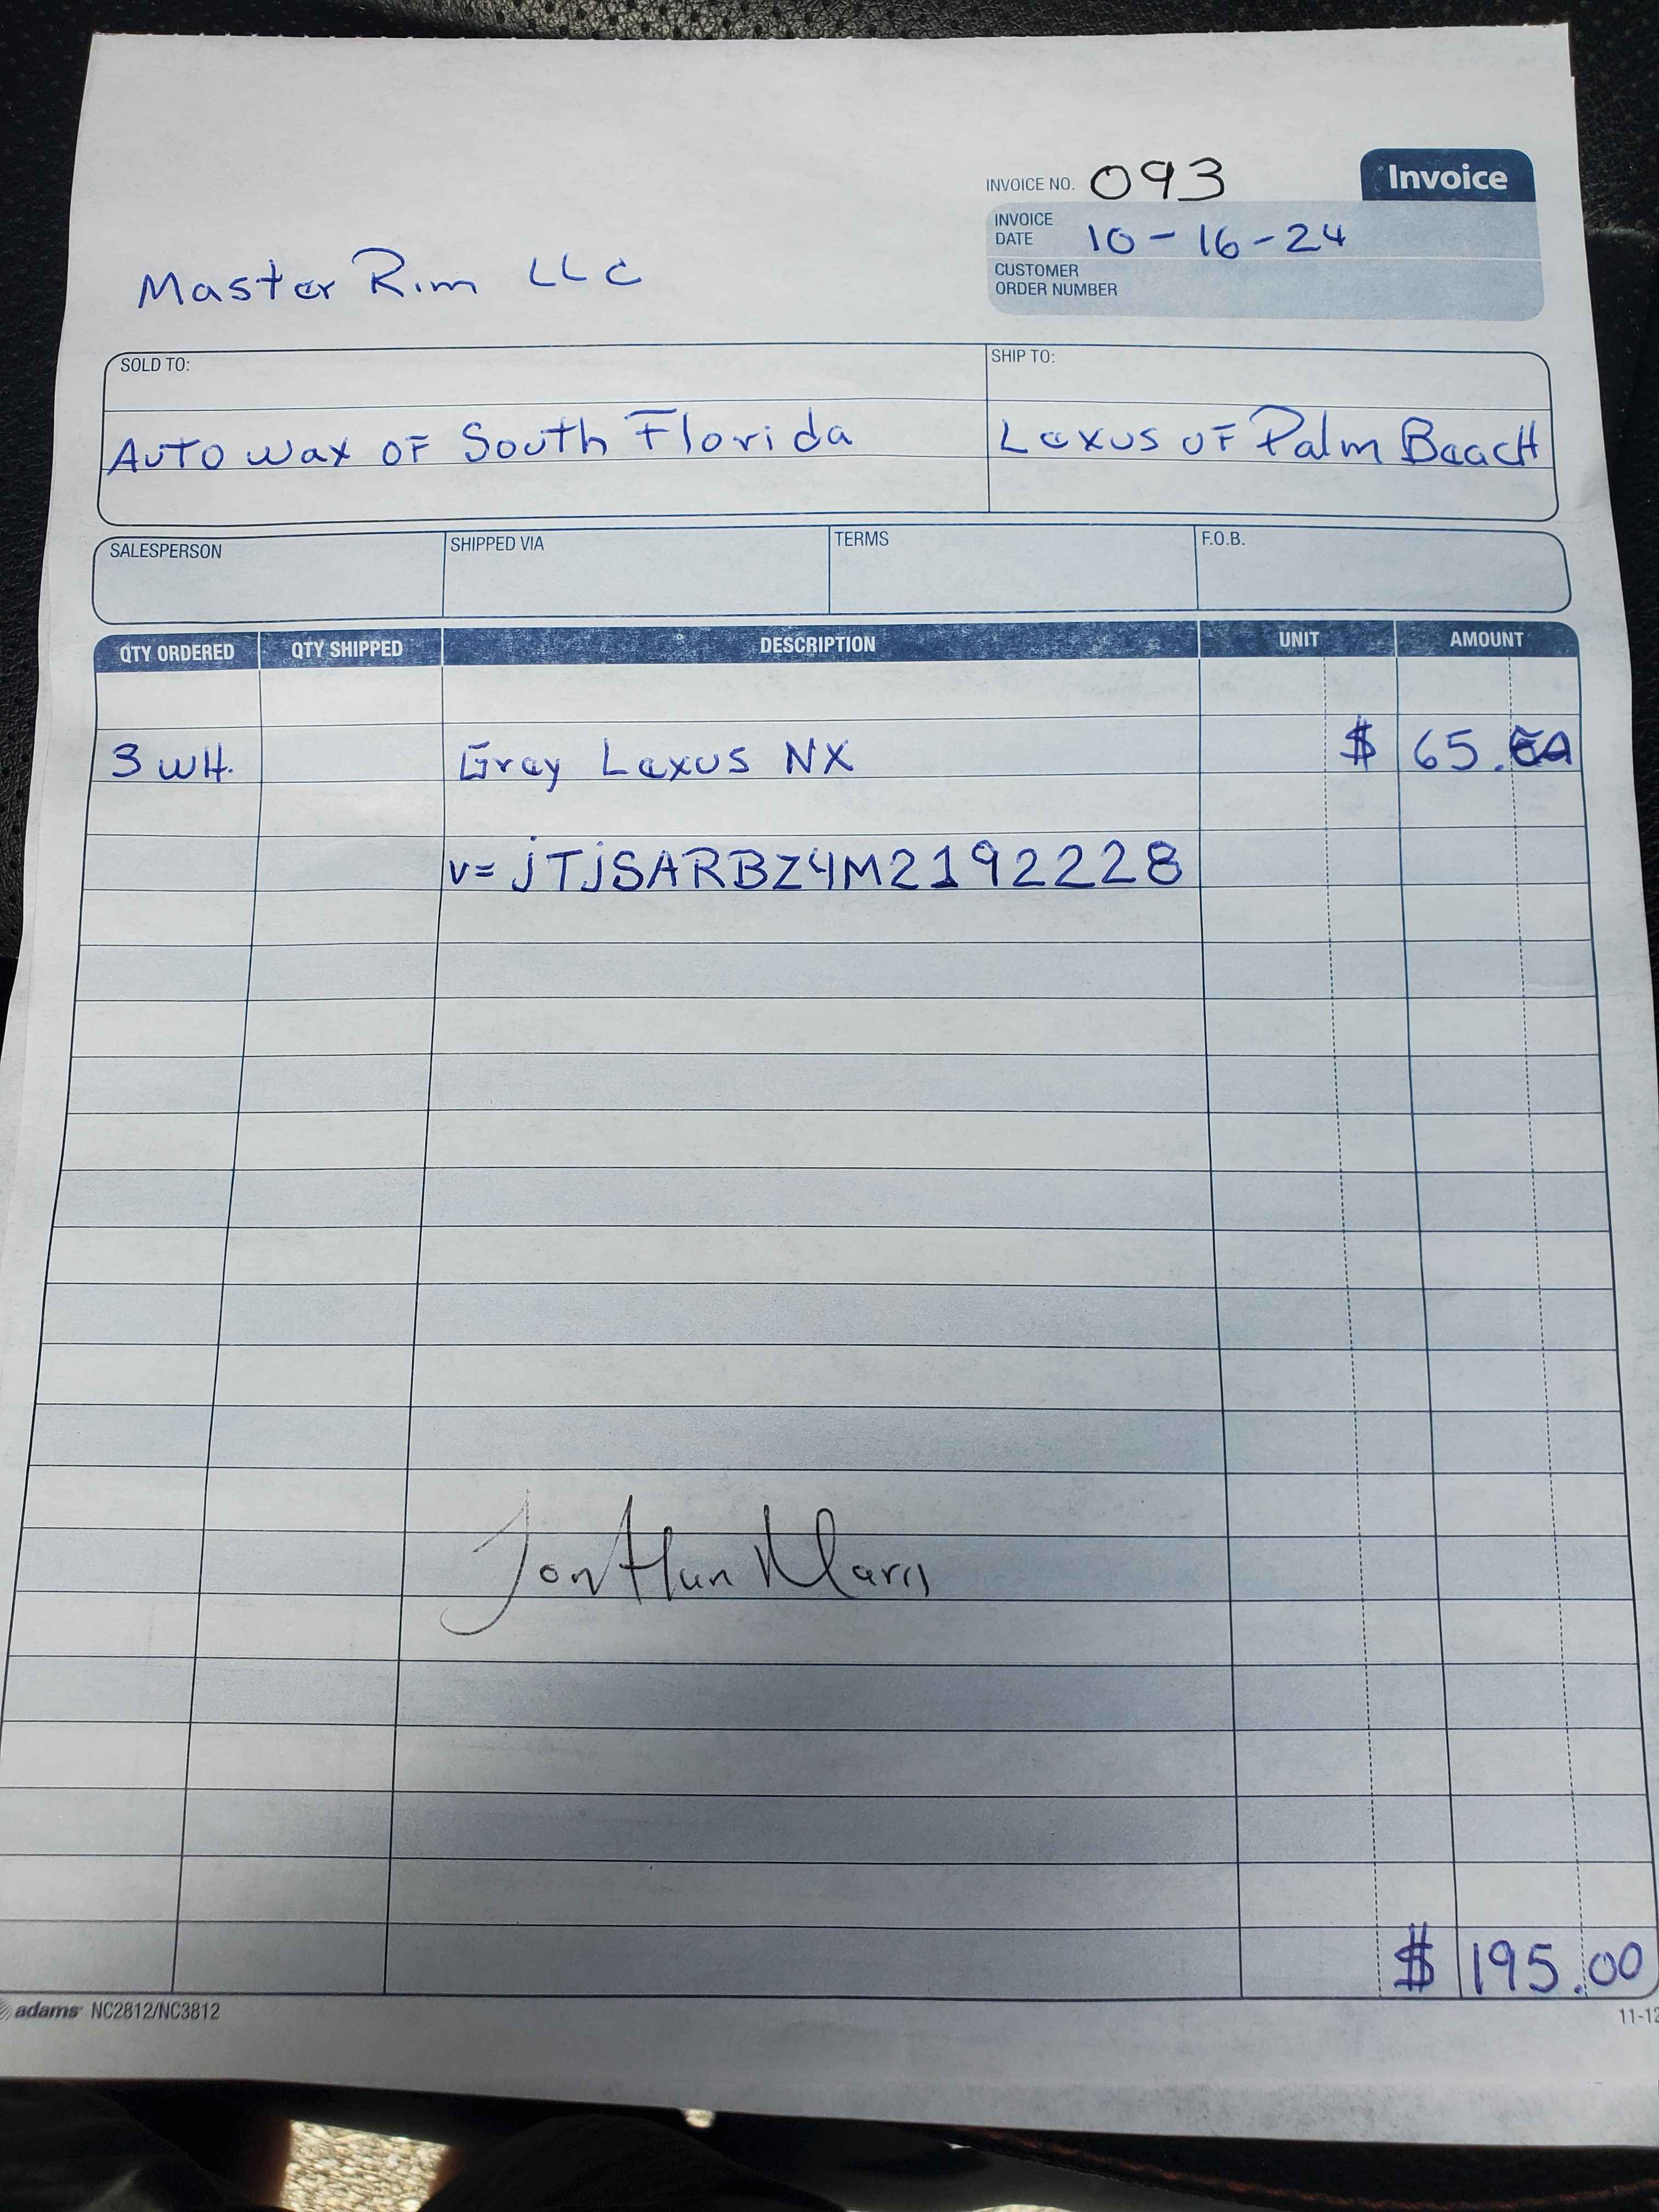 Invoice
INVOICE NO. 093
INVOICE DATE 10-16-24
CUSTOMER ORDER NUMBER
Master Rim LLC
SOLD TO: SHIP TO:
Auto Wax OF South Florida Lexus OF Palm Beach
SALESPERSON SHIPPED VIA TERMS F.O.B.
QTY ORDERED QTY SHIPPED DESCRIPTION UNIT AMOUNT
3 WH. Gray Lexus NX $ 65.EA
V= jTjSARBZ4M2192228
$ 195.00
adams NC2812/NC3812 11-12